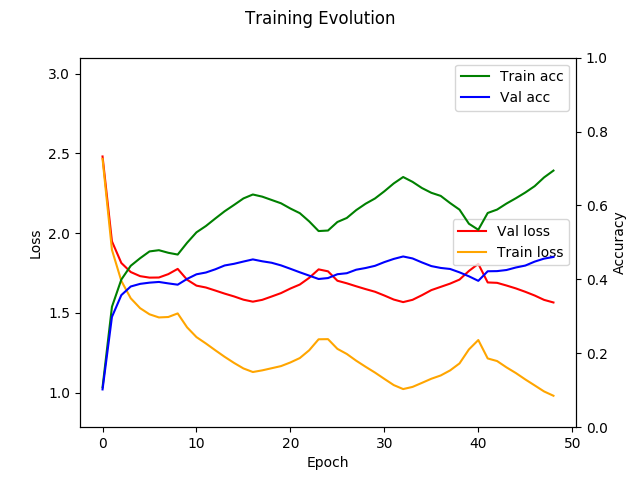 Training Evolution
3.0
2.5
2.0
1.5
1.0
Loss
0
10
20
30
40
50
Epoch
1.0
0.8
0.6
0.4
0.2
0.0
Accuracy
Train acc
Val acc
Val loss
Train loss